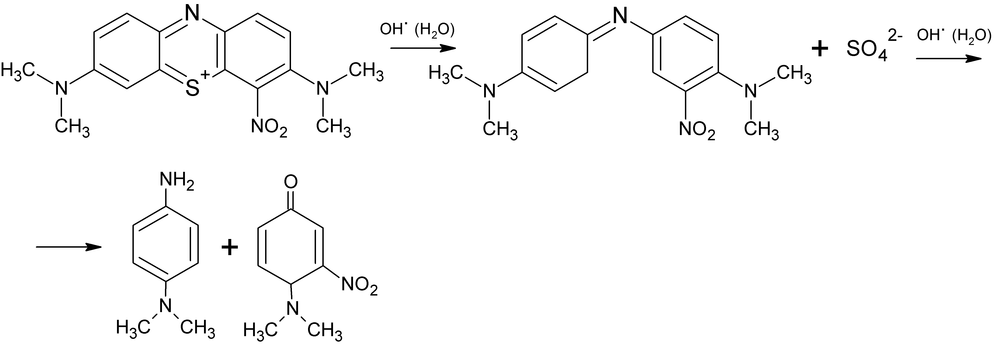 N
H3C
N
CH3
S+
NO2
N
CH3
CH3
OH· (H2O)
N
H3C
N
CH3
NO2
N
CH3
CH3
+ SO4 2-
OH· (H2O)
NH2
N
H3C CH3
+
O
NO2
N
H3C CH3